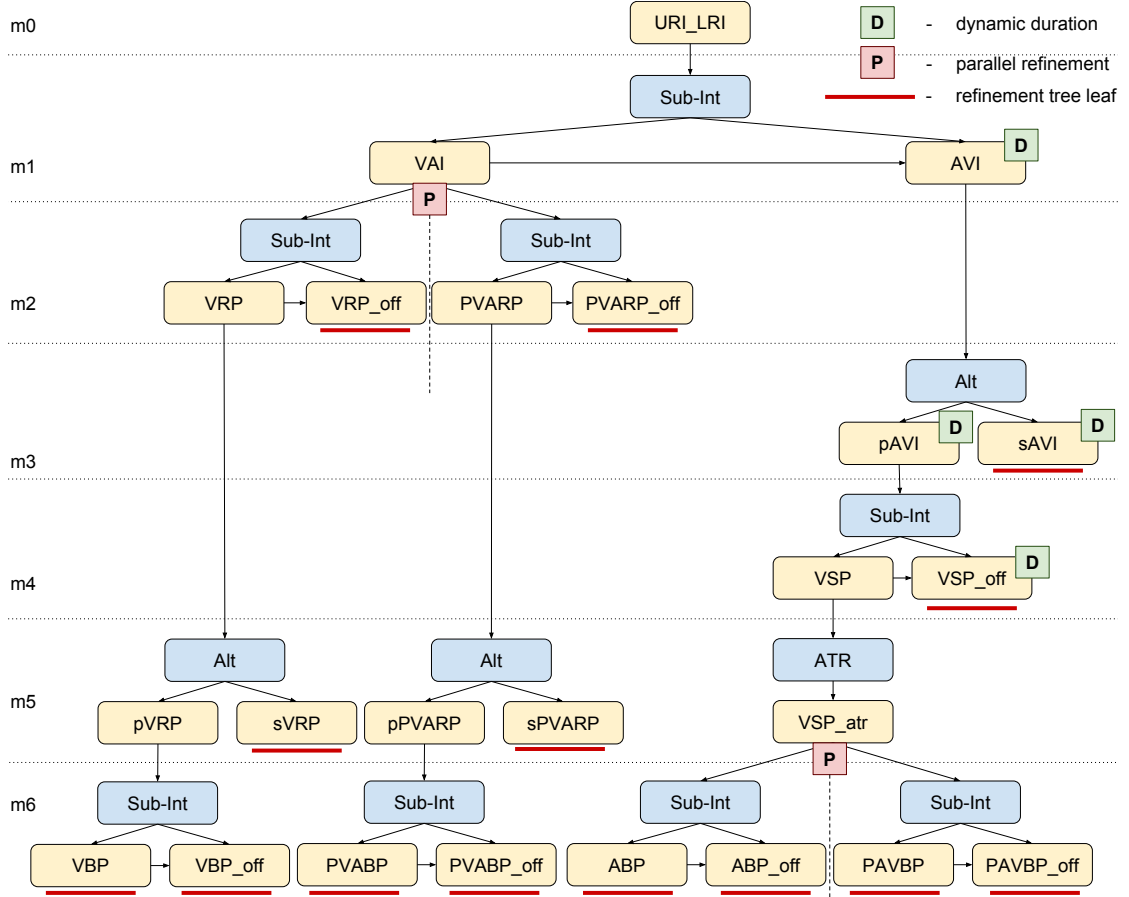 m0
URI_LRI
D - dynamic duration
P - parallel refinement
- refinement tree leaf
Sub-Int
m1
VAI
AVI
D
P
Sub-Int
Sub-Int
m2
VRP
VRP_off
PVARP
PVARP_off
Alt
m3
pAVI
D
sAVI
D
Sub-Int
m4
VSP
VSP_off
D
Alt
Alt
ATR
m5
pVRP
sVRP
pPVARP
sPVARP
VSP_atr
P
m6
Sub-Int
Sub-Int
Sub-Int
Sub-Int
VBP
VBP_off
PVABP
PVABP_off
ABP
ABP_off
PAVBP
PAVBP_off